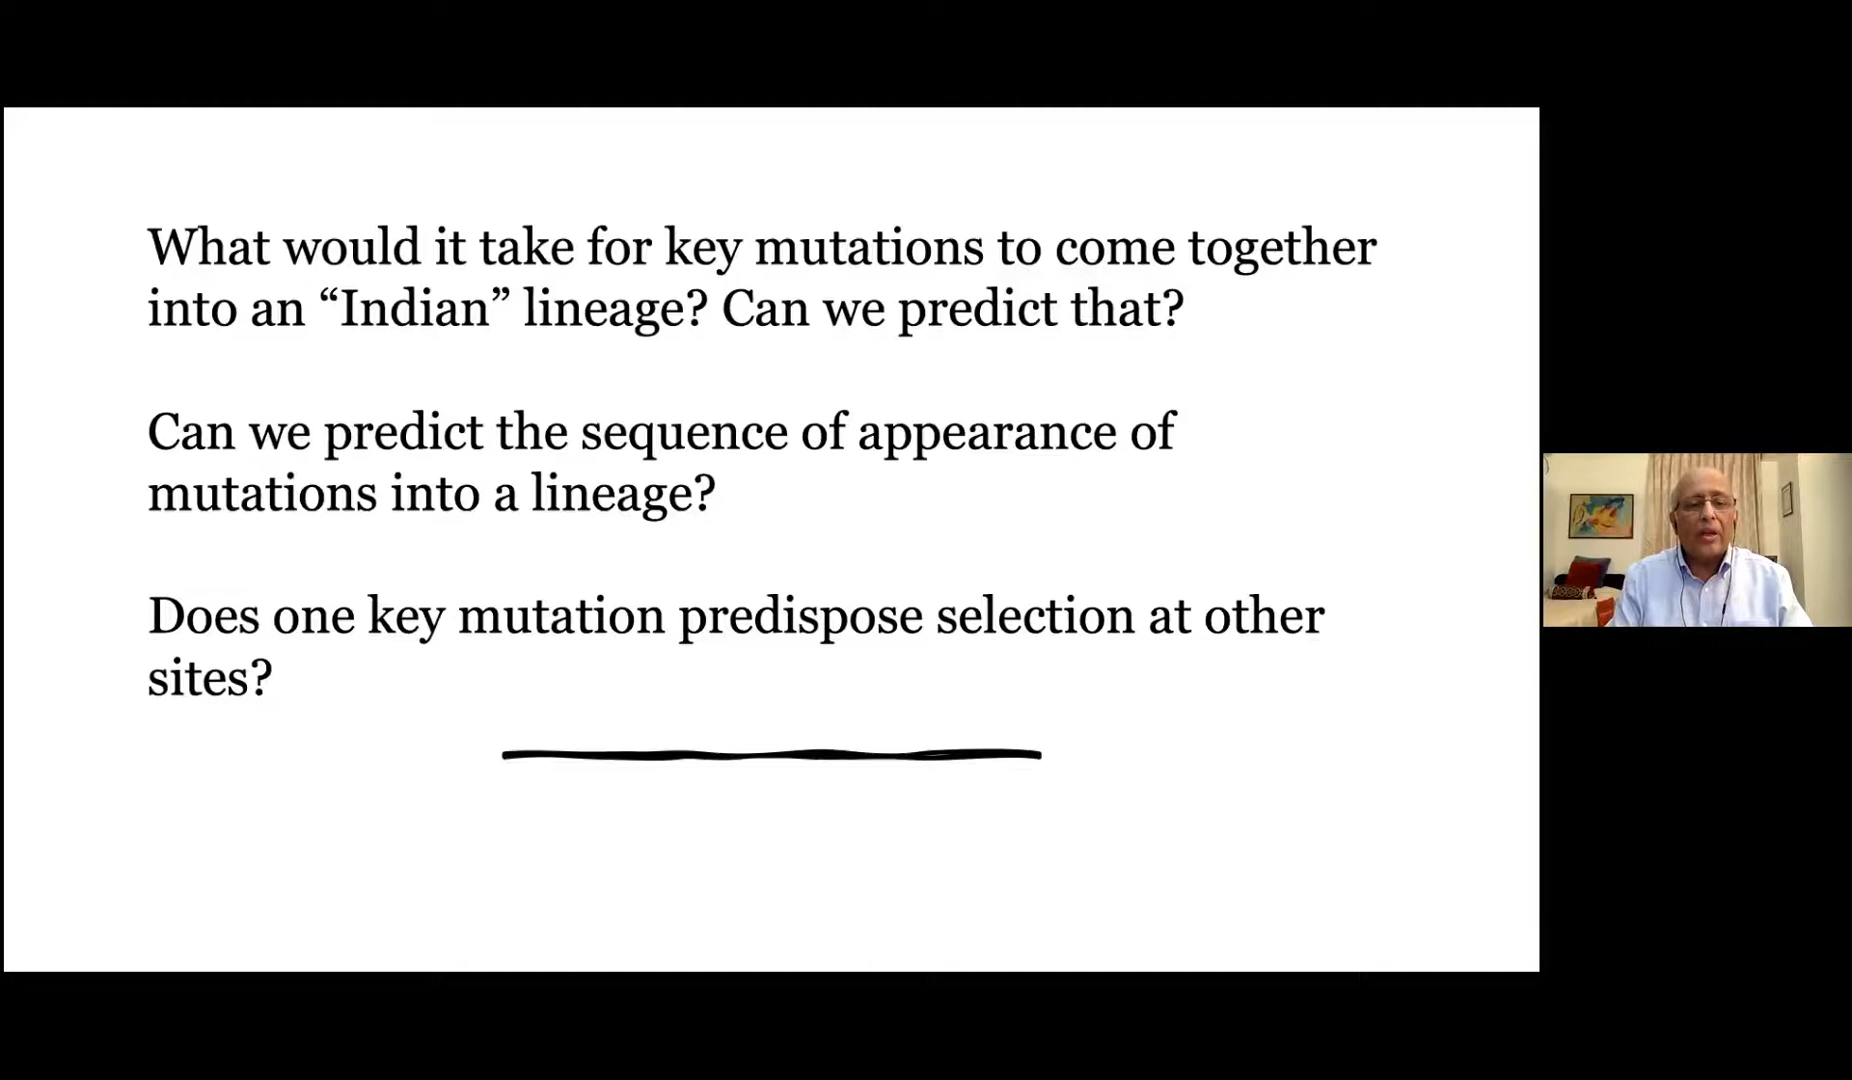 What would it take for key mutations to come together
into an “Indian” lineage? Can we predict that?
Can we predict the sequence of appearance of
mutations into a lineage?
Does one key mutation predispose selection at other
sites?